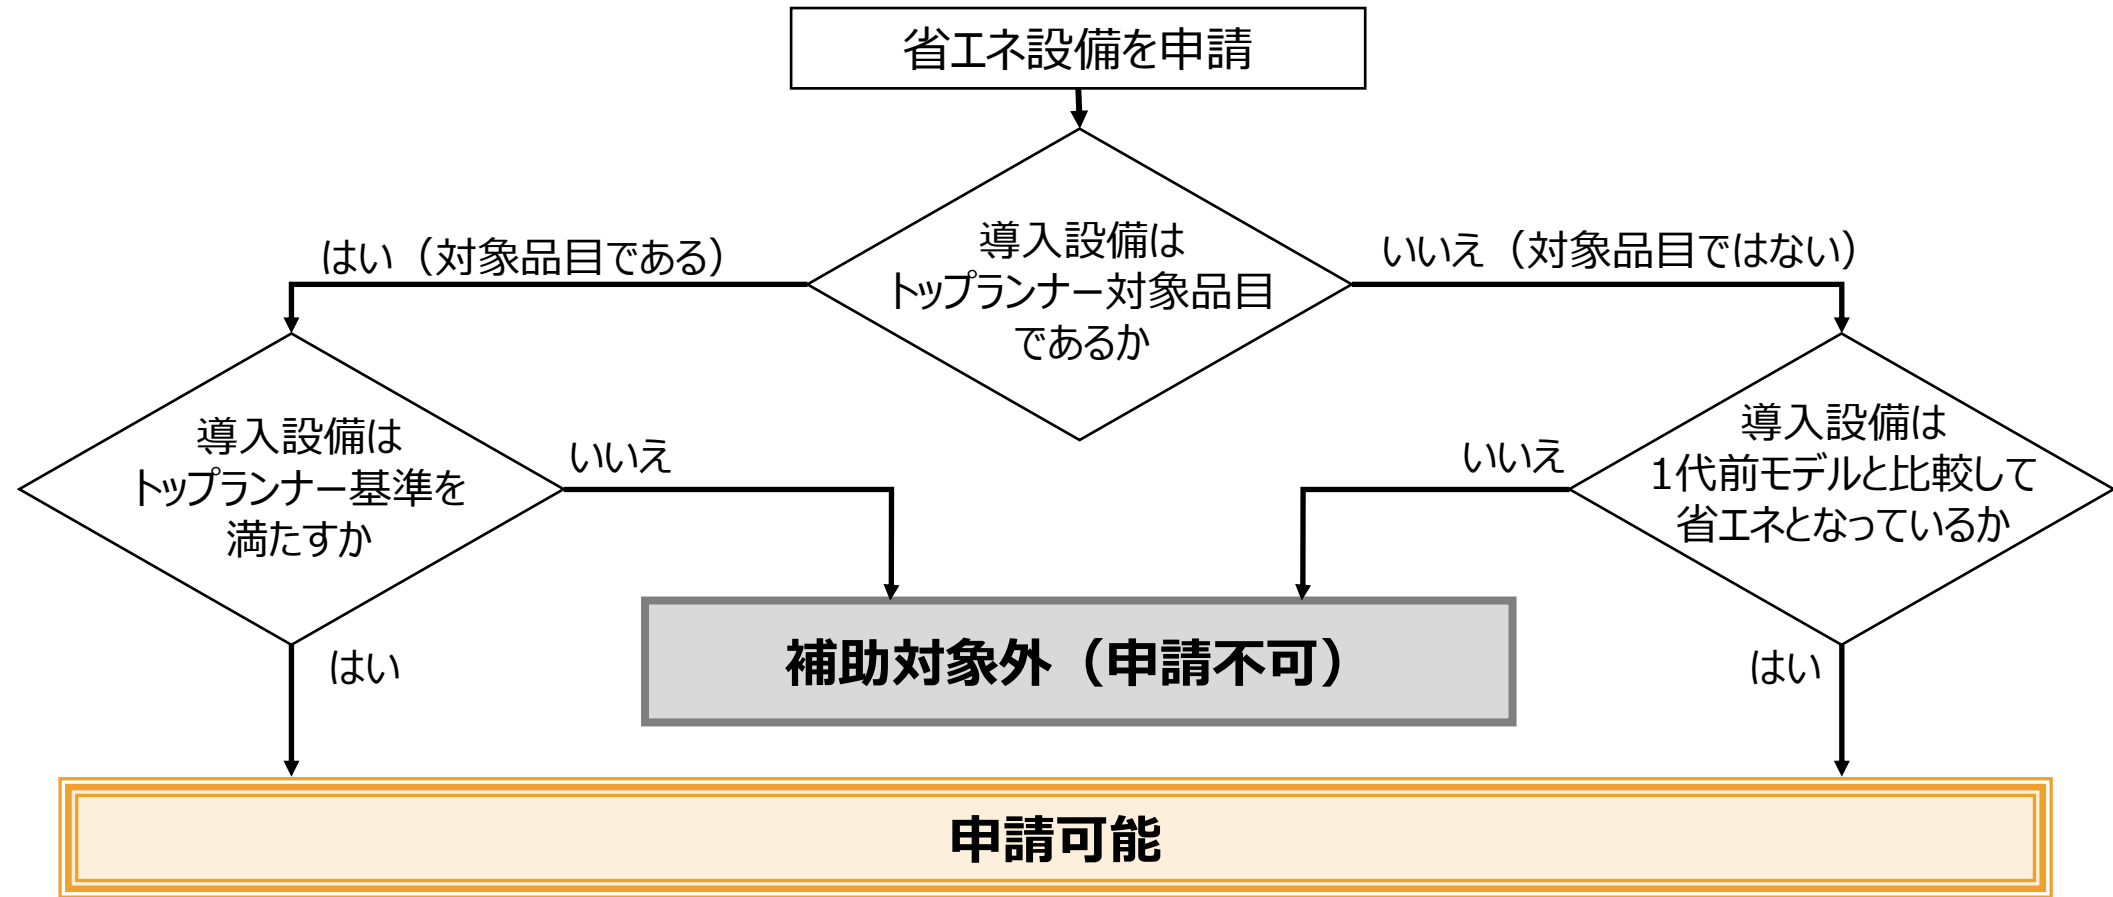 省エネ設備を申請
導入設備は
トップランナー対象品目
であるか
はい（対象品目である）
いいえ（対象品目ではない）
導入設備は
トップランナー基準を
満たすか
いいえ
いいえ
導入設備は
1代前モデルと比較して
省エネとなっているか
補助対象外（申請不可）
はい
はい
申請可能